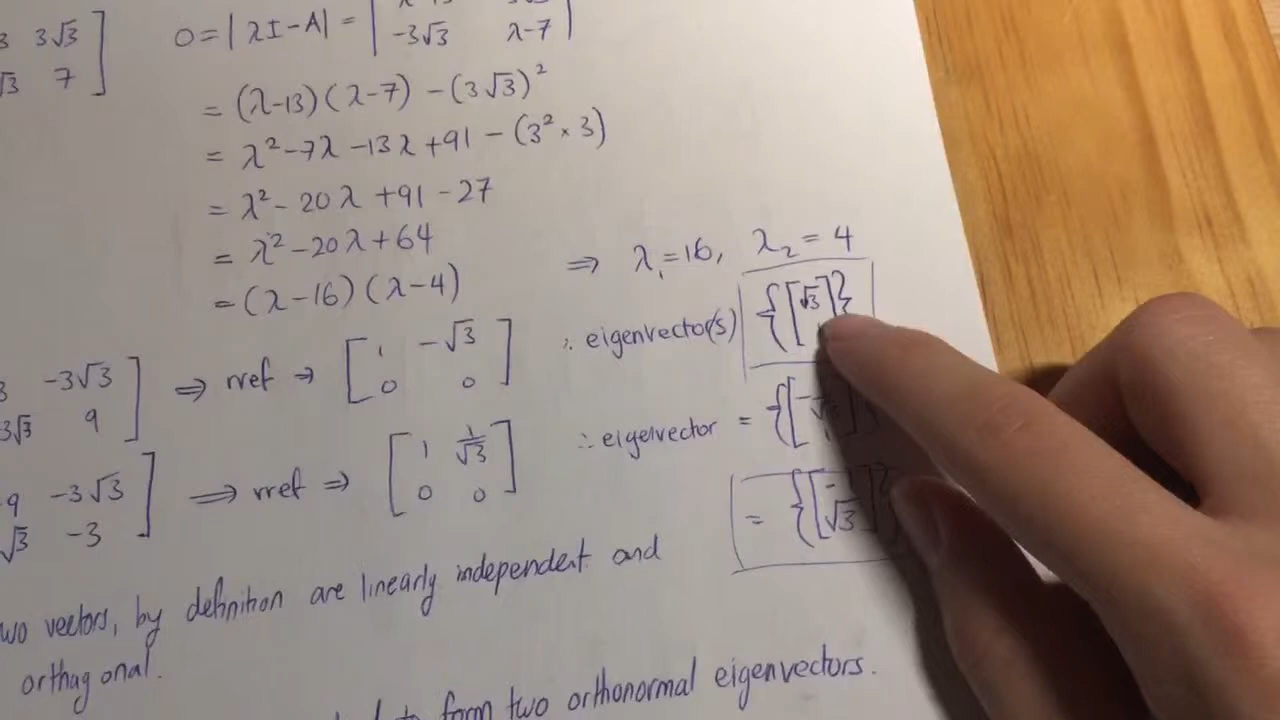 3√3 ] 0 = | λI - A | = |
√3 7 ] -3√3 λ-7 |
= (λ-13)(λ-7) - (3√3)²
= λ² - 7λ - 13λ + 91 - (3² × 3)
= λ² - 20λ + 91 - 27
= λ² - 20λ + 64
= (λ-16)(λ-4) ⇒ λ₁=16, λ₂ = 4
3 -3√3 ] ⇒ rref ⇒ [ 1 -√3 ] ∴ eigenvector(s) {[ √3 ]}
-3√3 9 ] [ 0 0 ]
-9 -3√3 ] ⇒ rref ⇒ [ 1 1/√3 ] ∴ eigenvector = {[
√3 -3 ] [ 0 0 ]
= {[ √3 ]}
two vectors, by definition are linearly independent and
orthagonal.
to form two orthonormal eigenvectors.